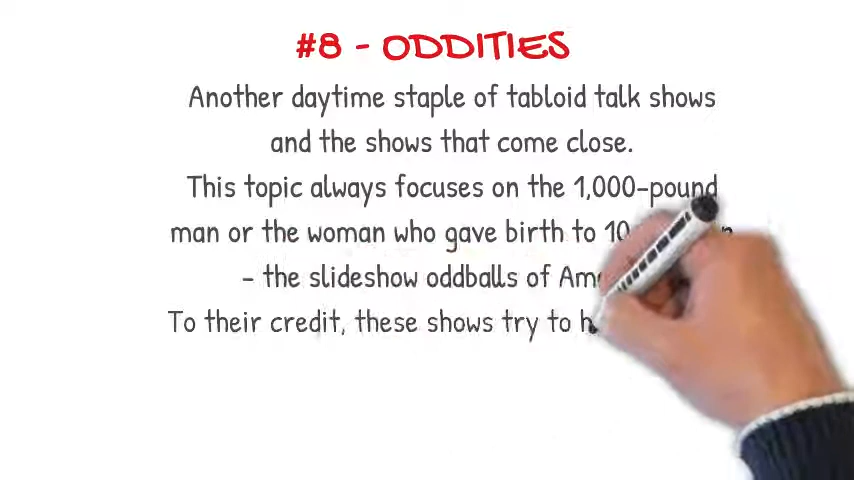 #8 - ODDITIES
Another daytime staple of tabloid talk shows
and the shows that come close.
This topic always focuses on the 1,000-pound
man or the woman who gave birth to 10
- the slideshow oddballs of
To their credit, these shows try to